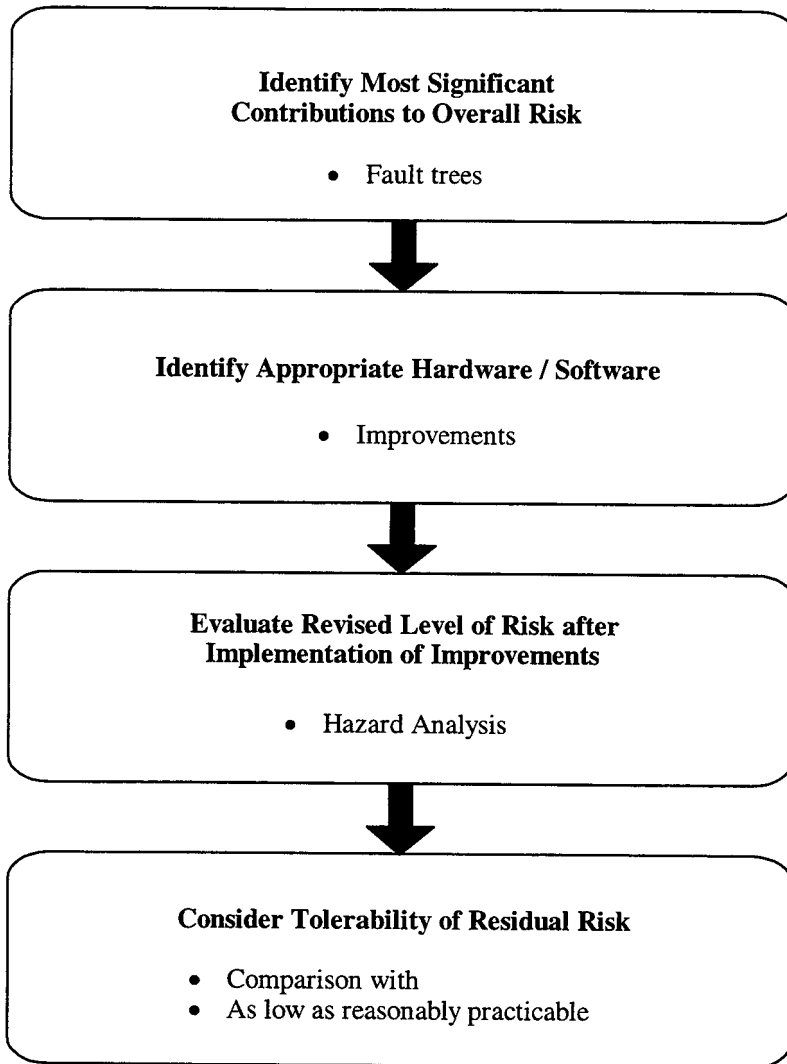 Identify Most Significant
Contributions to Overall Risk
• Fault trees
Identify Appropriate Hardware / Software
• Improvements
Evaluate Revised Level of Risk after
Implementation of Improvements
• Hazard Analysis
Consider Tolerability of Residual Risk
• Comparison with
• As low as reasonably practicable